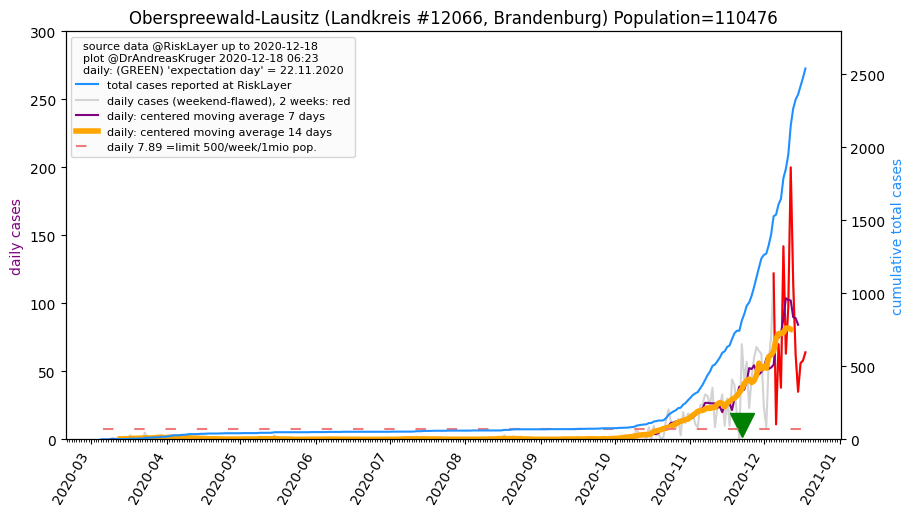 Oberspreewald-Lausitz (Landkreis #12066, Brandenburg) Population=110476
source data @RiskLayer up to 2020-12-18
plot @DrAndreasKruger 2020-12-18 06:23
daily: (GREEN) 'expectation day' = 22.11.2020
total cases reported at RiskLayer
daily cases (weekend-flawed), 2 weeks: red
daily: centered moving average 7 days
daily: centered moving average 14 days
daily 7.89 =limit 500/week/1mio pop.
daily cases
300
250
200
150
100
50
0
cumulative total cases
2500
2000
1500
1000
500
0
2020-03
2020-04
2020-05
2020-06
2020-07
2020-08
2020-09
2020-10
2020-11
2020-12
2021-01